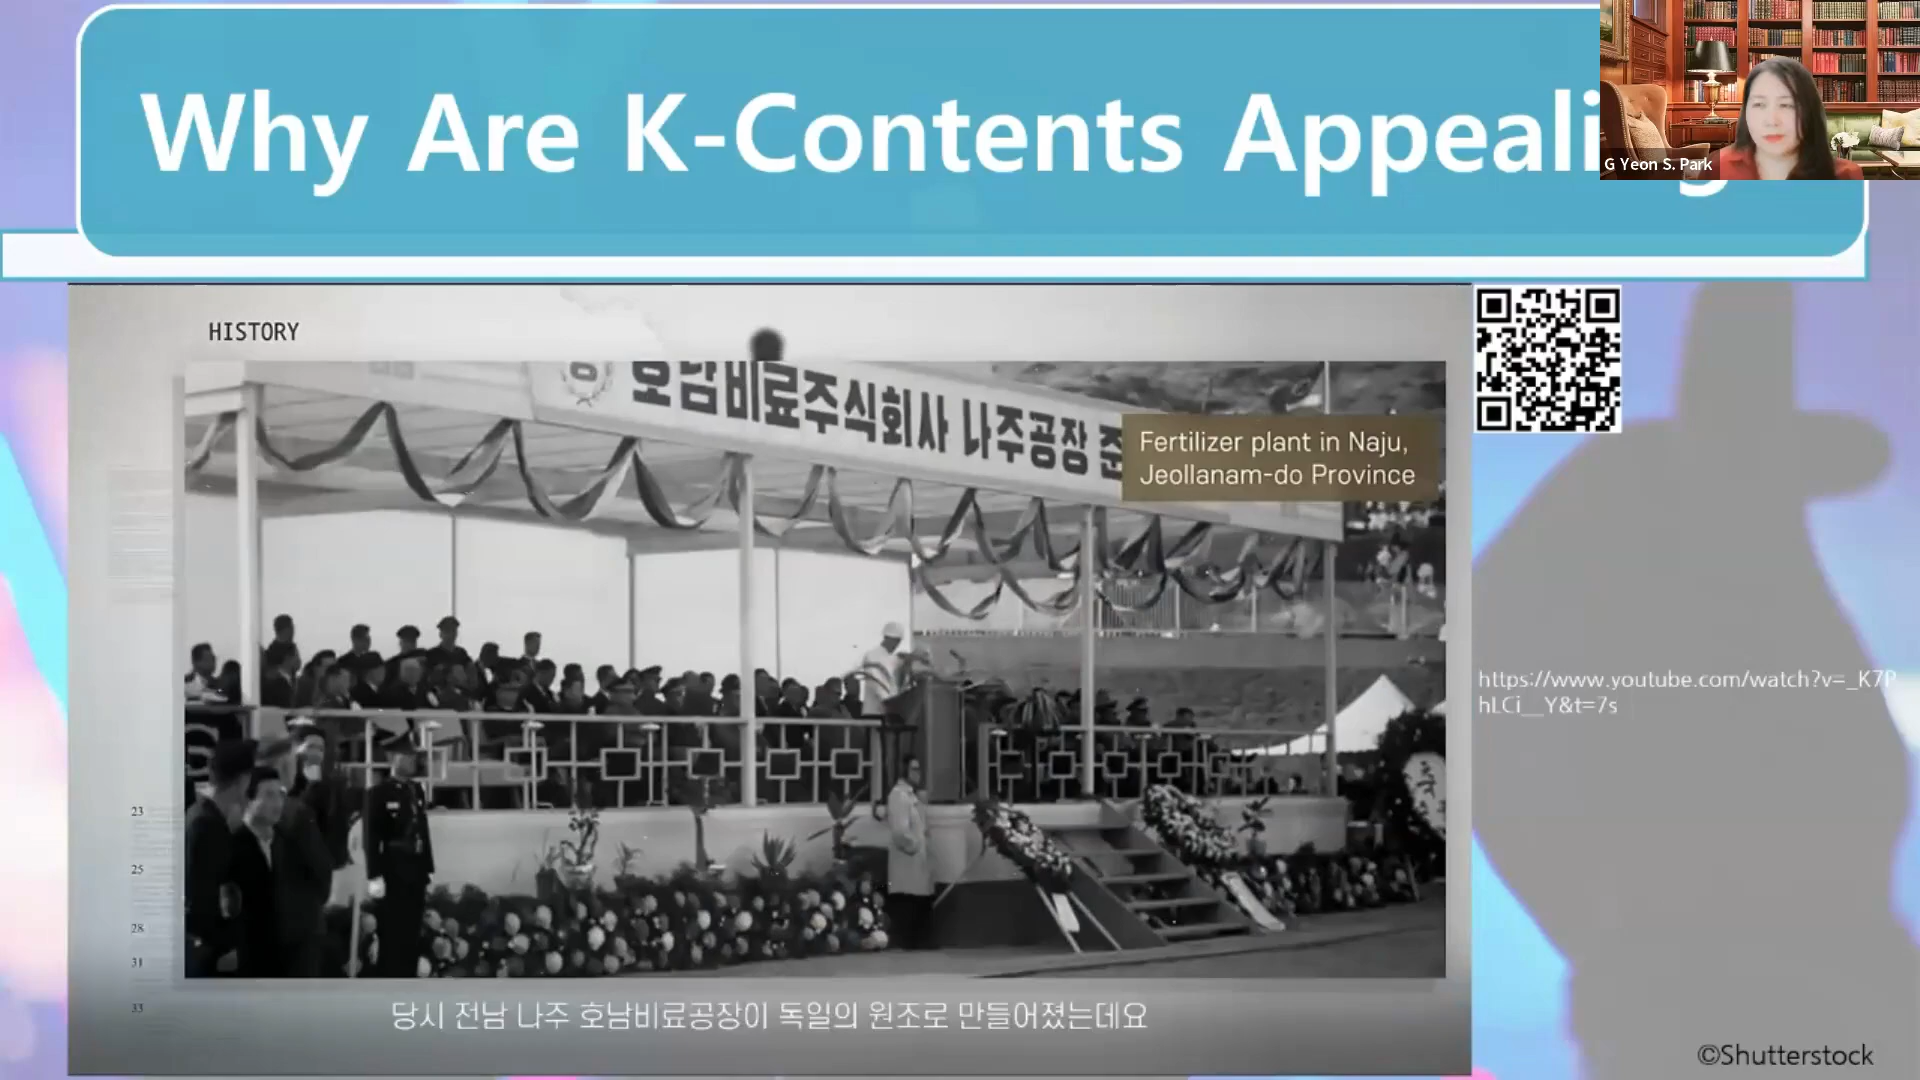 Why Are K-Contents Appeali
G Yeon S. Park
HISTORY
호남비료주식회사 나주공장 준
Fertilizer plant in Naju,
Jeollanam-do Province
https://www.youtube.com/watch?v=_K7P
hLCi__Y&t=7s
23
25
28
31
33
당시 전남 나주 호남비료공장이 독일의 원조로 만들어졌는데요
©Shutterstock